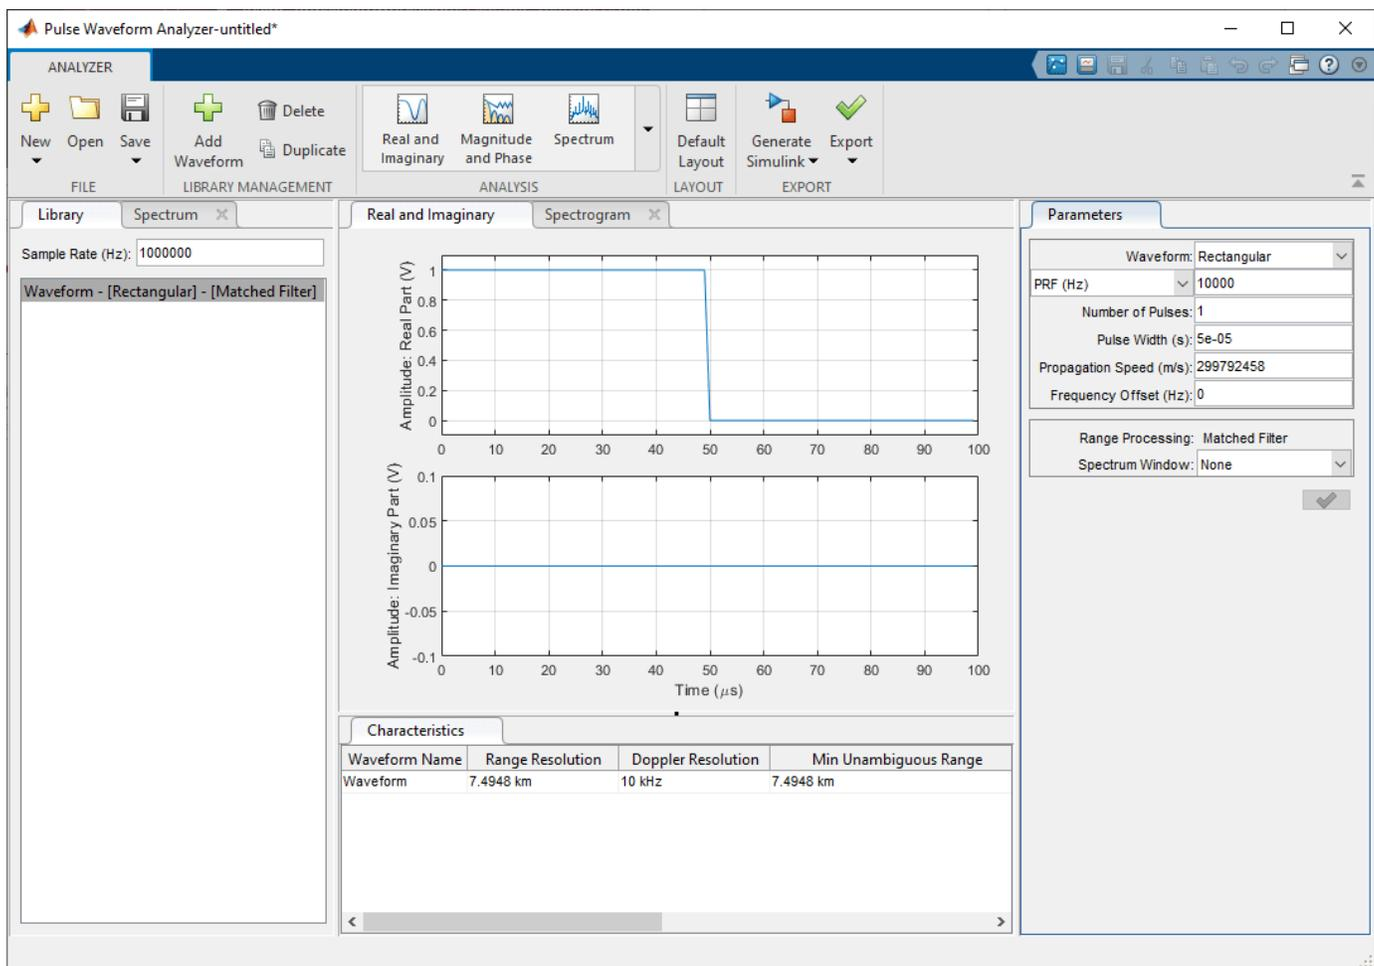 Pulse Waveform Analyzer-untitled*
ANALYZER
New
Open
Save
Add
Waveform
Delete
Duplicate
Real and
Imaginary
Magnitude
and Phase
Spectrum
Default
Layout
Generate
Simulink
Export
FILE
LIBRARY MANAGEMENT
ANALYSIS
LAYOUT
EXPORT
Library
Spectrum
Sample Rate (Hz): 1000000
Waveform - [Rectangular] - [Matched Filter]
Real and Imaginary
Spectrogram
Amplitude: Real Part (V)
1
0.8
0.6
0.4
0.2
0
0 10 20 30 40 50 60 70 80 90 100
Amplitude: Imaginary Part (V)
0.1
0.05
0
-0.05
-0.1
0 10 20 30 40 50 60 70 80 90 100
Time (μs)
Characteristics
Waveform Name Range Resolution Doppler Resolution Min Unambiguous Range
Waveform 7.4948 km 10 kHz 7.4948 km
Parameters
Waveform: Rectangular
PRF (Hz) 10000
Number of Pulses: 1
Pulse Width (s): 5e-05
Propagation Speed (m/s): 299792458
Frequency Offset (Hz): 0
Range Processing: Matched Filter
Spectrum Window: None